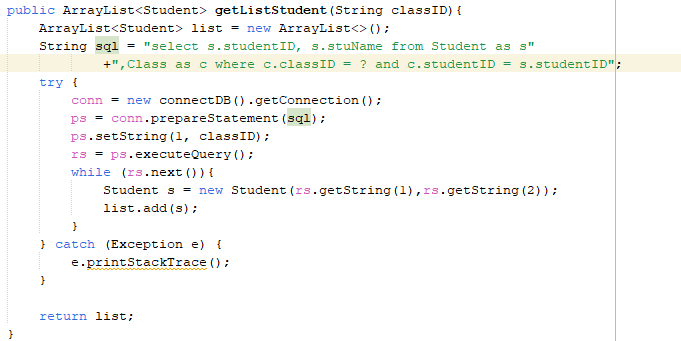 public ArrayList<Student> getListStudent(String classID){
ArrayList<Student> list = new ArrayList<>();
String sql = "select s.studentID, s.stuName from Student as s"
+",Class as c where c.classID = ? and c.studentID = s.studentID";
try {
conn = new connectDB().getConnection();
ps = conn.prepareStatement(sql);
ps.setString(1, classID);
rs = ps.executeQuery();
while (rs.next()){
Student s = new Student(rs.getString(1),rs.getString(2));
list.add(s);
}
} catch (Exception e) {
e.printStackTrace();
}
return list;
}